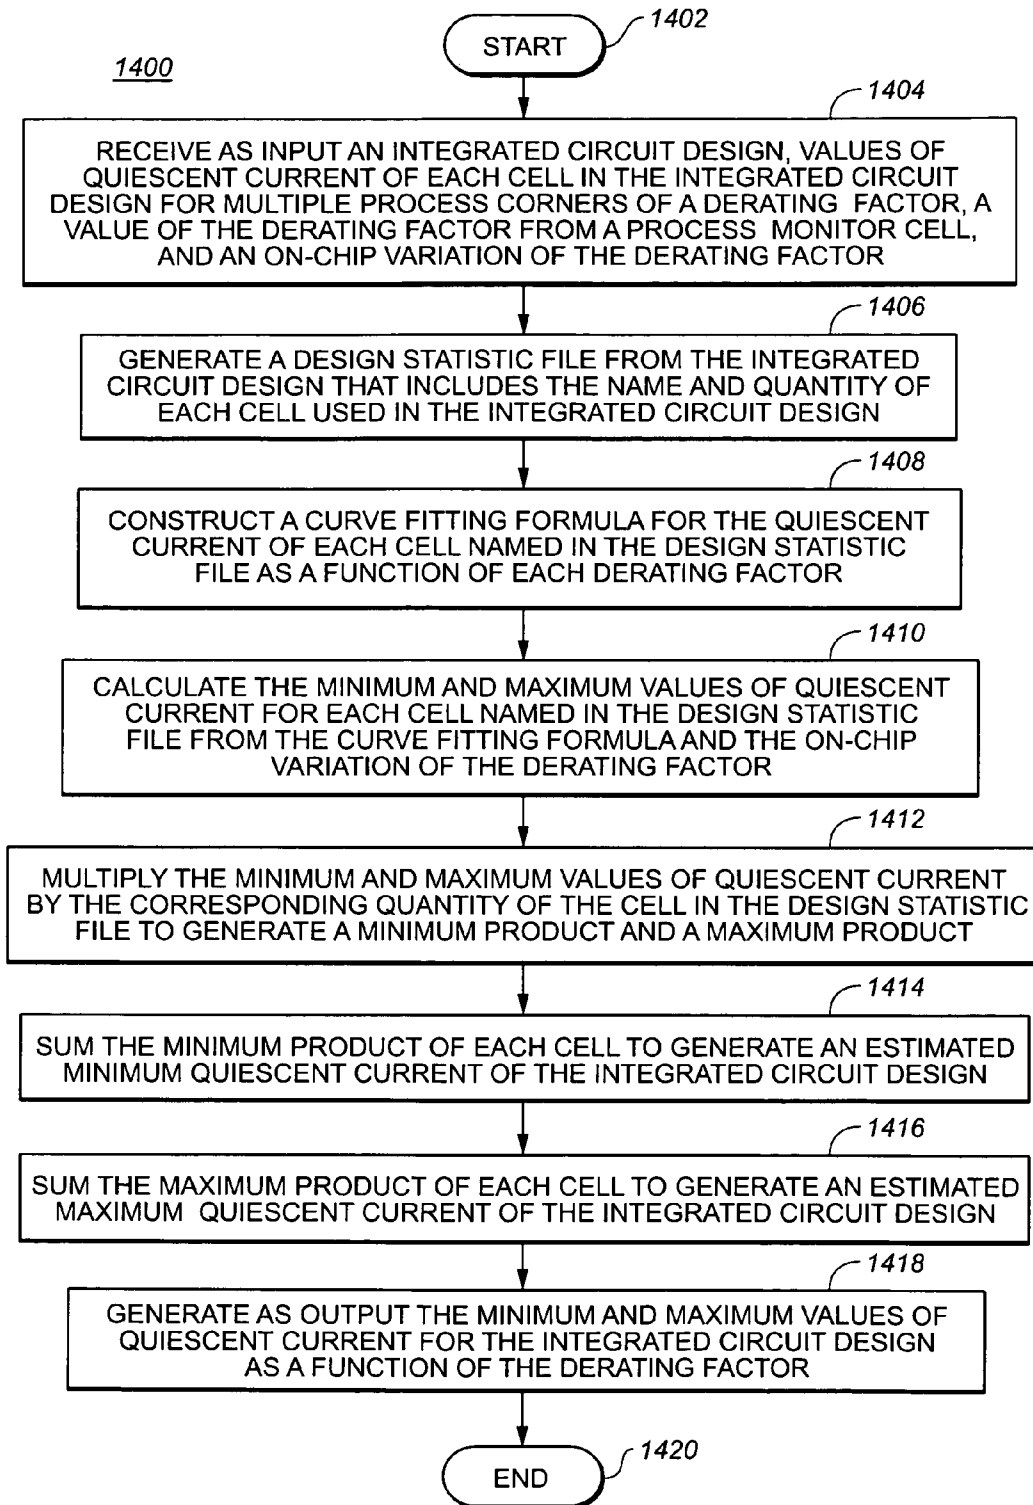 1402
START
1400
1404
RECEIVE AS INPUT AN INTEGRATED CIRCUIT DESIGN, VALUES OF
QUIESCENT CURRENT OF EACH CELL IN THE INTEGRATED CIRCUIT
DESIGN FOR MULTIPLE PROCESS CORNERS OF A DERATING FACTOR, A
VALUE OF THE DERATING FACTOR FROM A PROCESS MONITOR CELL,
AND AN ON-CHIP VARIATION OF THE DERATING FACTOR
1406
GENERATE A DESIGN STATISTIC FILE FROM THE INTEGRATED
CIRCUIT DESIGN THAT INCLUDES THE NAME AND QUANTITY OF
EACH CELL USED IN THE INTEGRATED CIRCUIT DESIGN
1408
CONSTRUCT A CURVE FITTING FORMULA FOR THE QUIESCENT
CURRENT OF EACH CELL NAMED IN THE DESIGN STATISTIC
FILE AS A FUNCTION OF EACH DERATING FACTOR
1410
CALCULATE THE MINIMUM AND MAXIMUM VALUES OF QUIESCENT
CURRENT FOR EACH CELL NAMED IN THE DESIGN STATISTIC
FILE FROM THE CURVE FITTING FORMULA AND THE ON-CHIP
VARIATION OF THE DERATING FACTOR
1412
MULTIPLY THE MINIMUM AND MAXIMUM VALUES OF QUIESCENT CURRENT
BY THE CORRESPONDING QUANTITY OF THE CELL IN THE DESIGN STATISTIC
FILE TO GENERATE A MINIMUM PRODUCT AND A MAXIMUM PRODUCT
1414
SUM THE MINIMUM PRODUCT OF EACH CELL TO GENERATE AN ESTIMATED
MINIMUM QUIESCENT CURRENT OF THE INTEGRATED CIRCUIT DESIGN
1416
SUM THE MAXIMUM PRODUCT OF EACH CELL TO GENERATE AN ESTIMATED
MAXIMUM QUIESCENT CURRENT OF THE INTEGRATED CIRCUIT DESIGN
1418
GENERATE AS OUTPUT THE MINIMUM AND MAXIMUM VALUES OF
QUIESCENT CURRENT FOR THE INTEGRATED CIRCUIT DESIGN
AS A FUNCTION OF THE DERATING FACTOR
1420
END